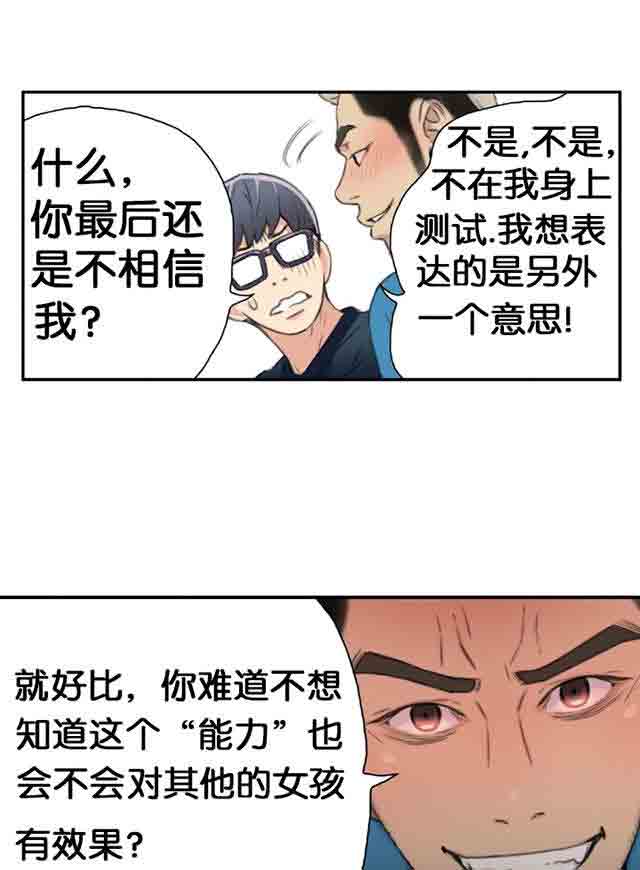 什么，
你最后还
是不相信
我？
不是,不是，
不在我身上
测试.我想表
达的是另外
一个意思!
就好比，你难道不想
知道这个“能力”也
会不会对其他的女孩
有效果？